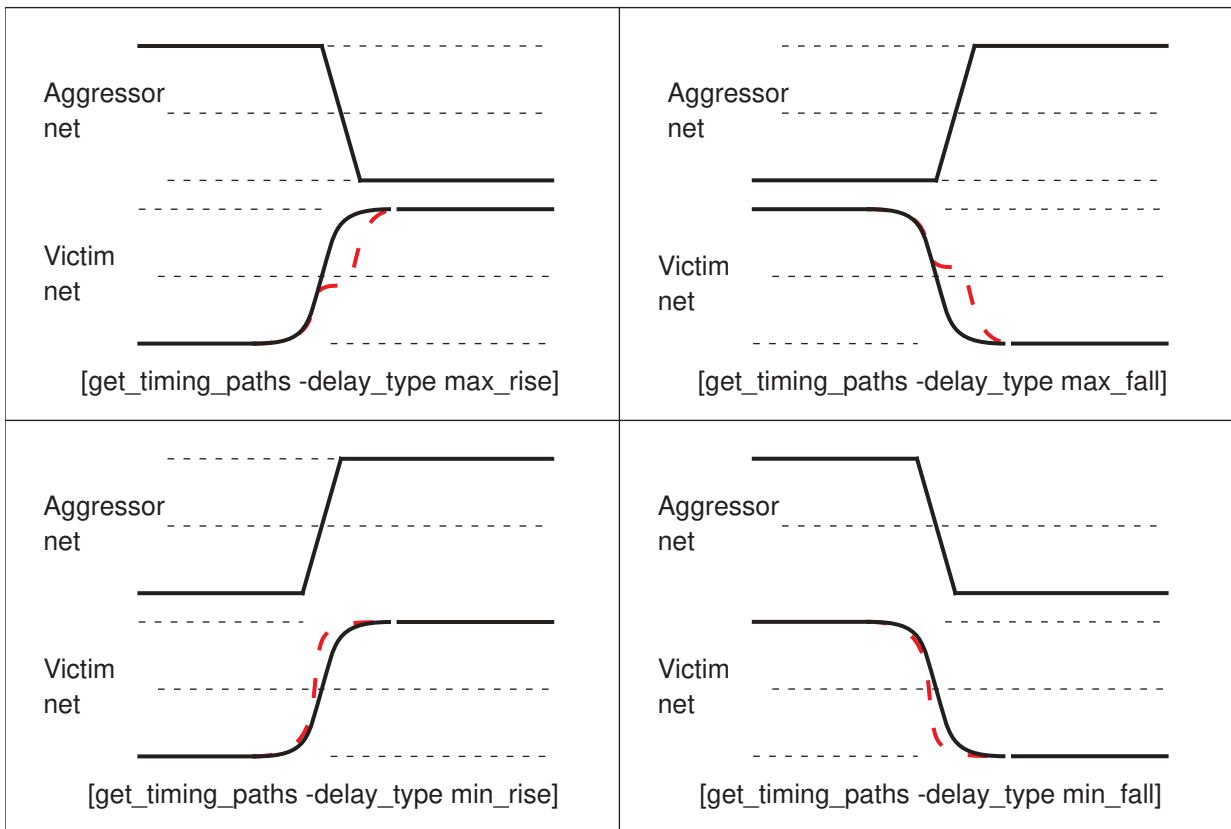 Aggressor
net
Victim
net
[get_timing_paths -delay_type max_rise]
Aggressor
net
Victim
net
[get_timing_paths -delay_type max_fall]
Aggressor
net
Victim
net
[get_timing_paths -delay_type min_rise]
Aggressor
net
Victim
net
[get_timing_paths -delay_type min_fall]